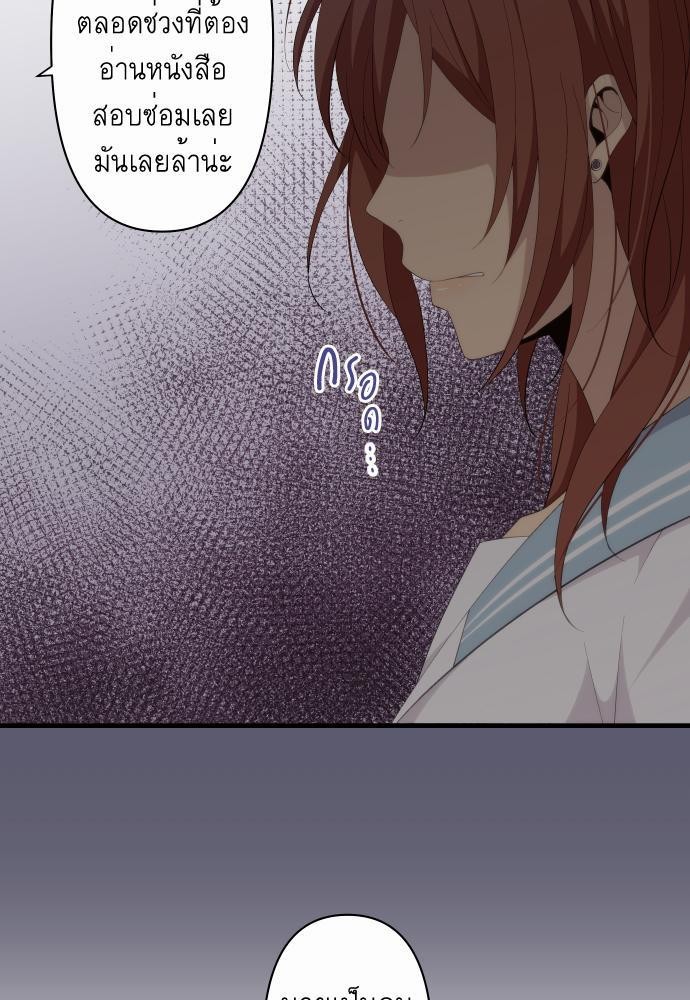 ตลอดช่วงที่ต้อง
อ่านหนังสือ
สอบซ่อมเลย
มันเลยล้าน่ะ
กรอด...